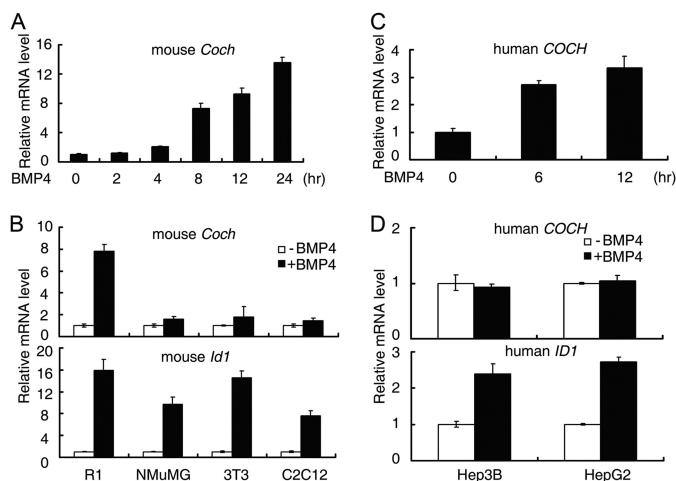 A
mouse Coch
Relative mRNA level
16
12
8
4
0
BMP4 0 2 4 8 12 24 (hr)
C
human COCH
Relative mRNA level
5
4
3
2
1
0
BMP4 0 6 12 (hr)
B
mouse Coch
-BMP4
+BMP4
Relative mRNA level
10
8
6
4
2
0
mouse Id1
20
16
12
8
4
0
R1 NMuMG 3T3 C2C12
D
human COCH
-BMP4
+BMP4
Relative mRNA level
2
1
0
human ID1
3
2
1
0
Hep3B HepG2